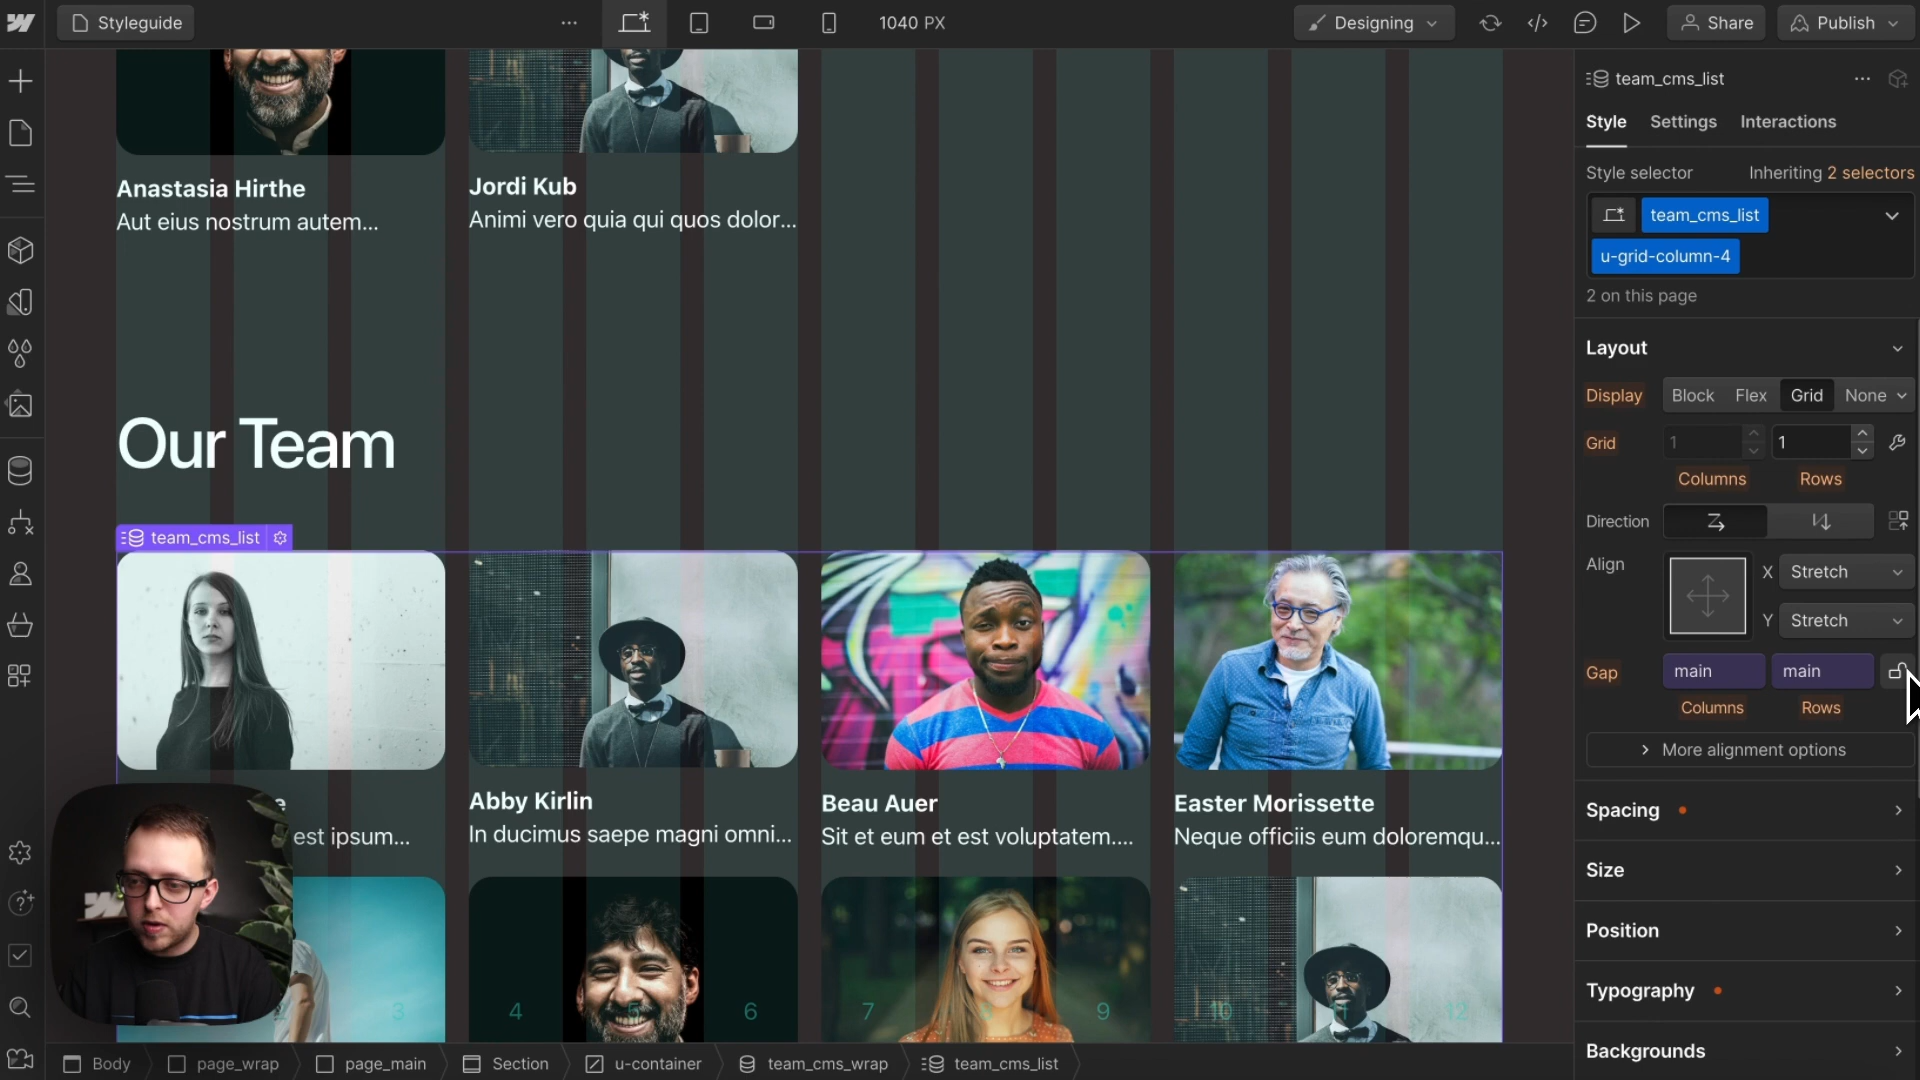 Styleguide
1040 PX
Designing
Share
Publish
Anastasia Hirthe
Aut eius nostrum autem...
Jordi Kub
Animi vero quia qui quos dolor...
Our Team
team_cms_list
e
est ipsum...
Abby Kirlin
In ducimus saepe magni omni...
Beau Auer
Sit et eum et est voluptatem....
Easter Morissette
Neque officiis eum doloremqu...
3
4
6
7
9
10
12
Body
page_wrap
page_main
Section
u-container
team_cms_wrap
team_cms_list
team_cms_list
Style
Settings
Interactions
Style selector
Inheriting 2 selectors
team_cms_list
u-grid-column-4
2 on this page
Layout
Display
Block
Flex
Grid
None
Grid
1
1
Columns
Rows
Direction
Align
X
Stretch
Y
Stretch
Gap
main
main
Columns
Rows
More alignment options
Spacing
Size
Position
Typography
Backgrounds